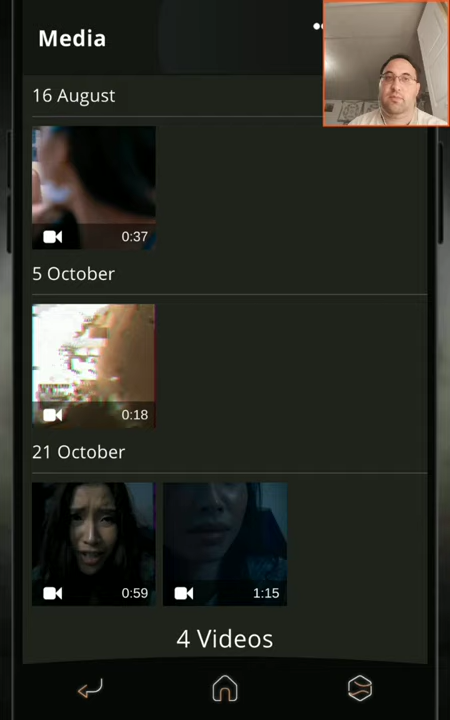 Media
16 August
0:37
5 October
0:18
21 October
0:59
1:15
4 Videos